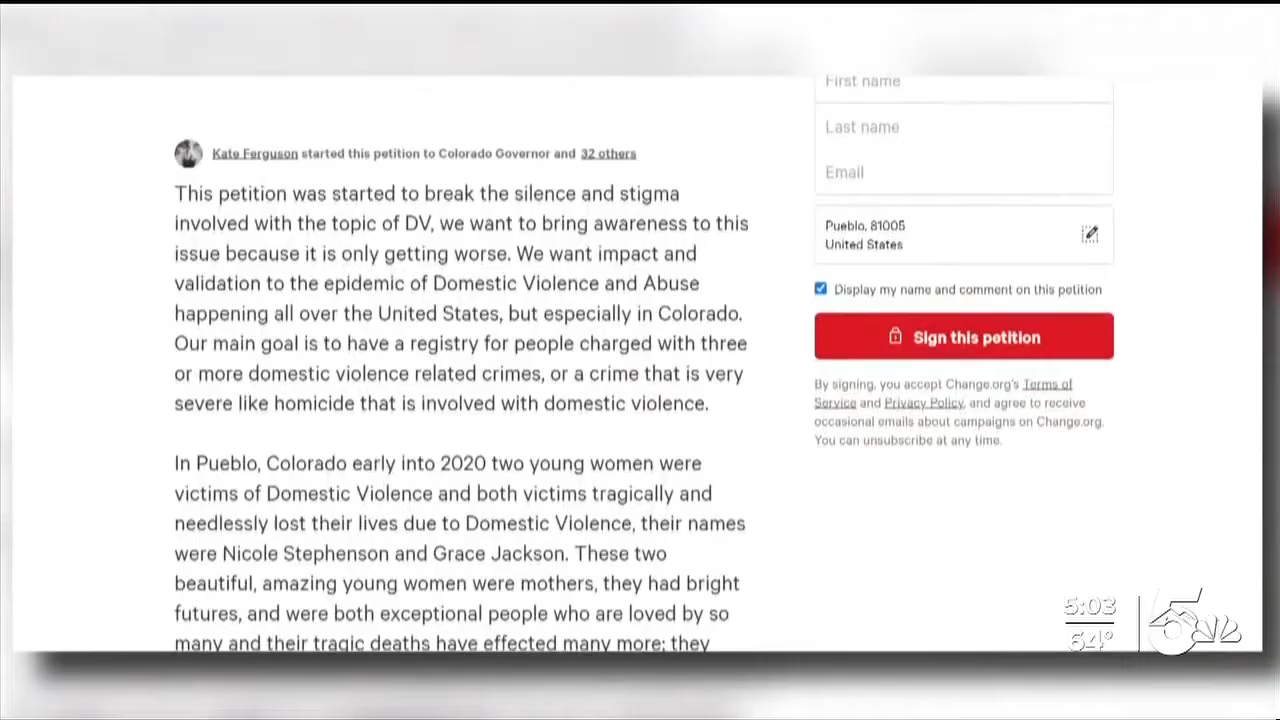 Kate Ferguson started this petition to Colorado Governor and 32 others
This petition was started to break the silence and stigma
involved with the topic of DV, we want to bring awareness to this
issue because it is only getting worse. We want impact and
validation to the epidemic of Domestic Violence and Abuse
happening all over the United States, but especially in Colorado.
Our main goal is to have a registry for people charged with three
or more domestic violence related crimes, or a crime that is very
severe like homicide that is involved with domestic violence.
In Pueblo, Colorado early into 2020 two young women were
victims of Domestic Violence and both victims tragically and
needlessly lost their lives due to Domestic Violence, their names
were Nicole Stephenson and Grace Jackson. These two
beautiful, amazing young women were mothers, they had bright
futures, and were both exceptional people who are loved by so
many and their tragic deaths have effected many more; they
First name
Last name
Email
Pueblo, 81005
United States
Display my name and comment on this petition
Sign this petition
By signing, you accept Change.org's Terms of
Service and Privacy Policy, and agree to receive
occasional emails about campaigns on Change.org.
You can unsubscribe at any time.
5:03
64°
5